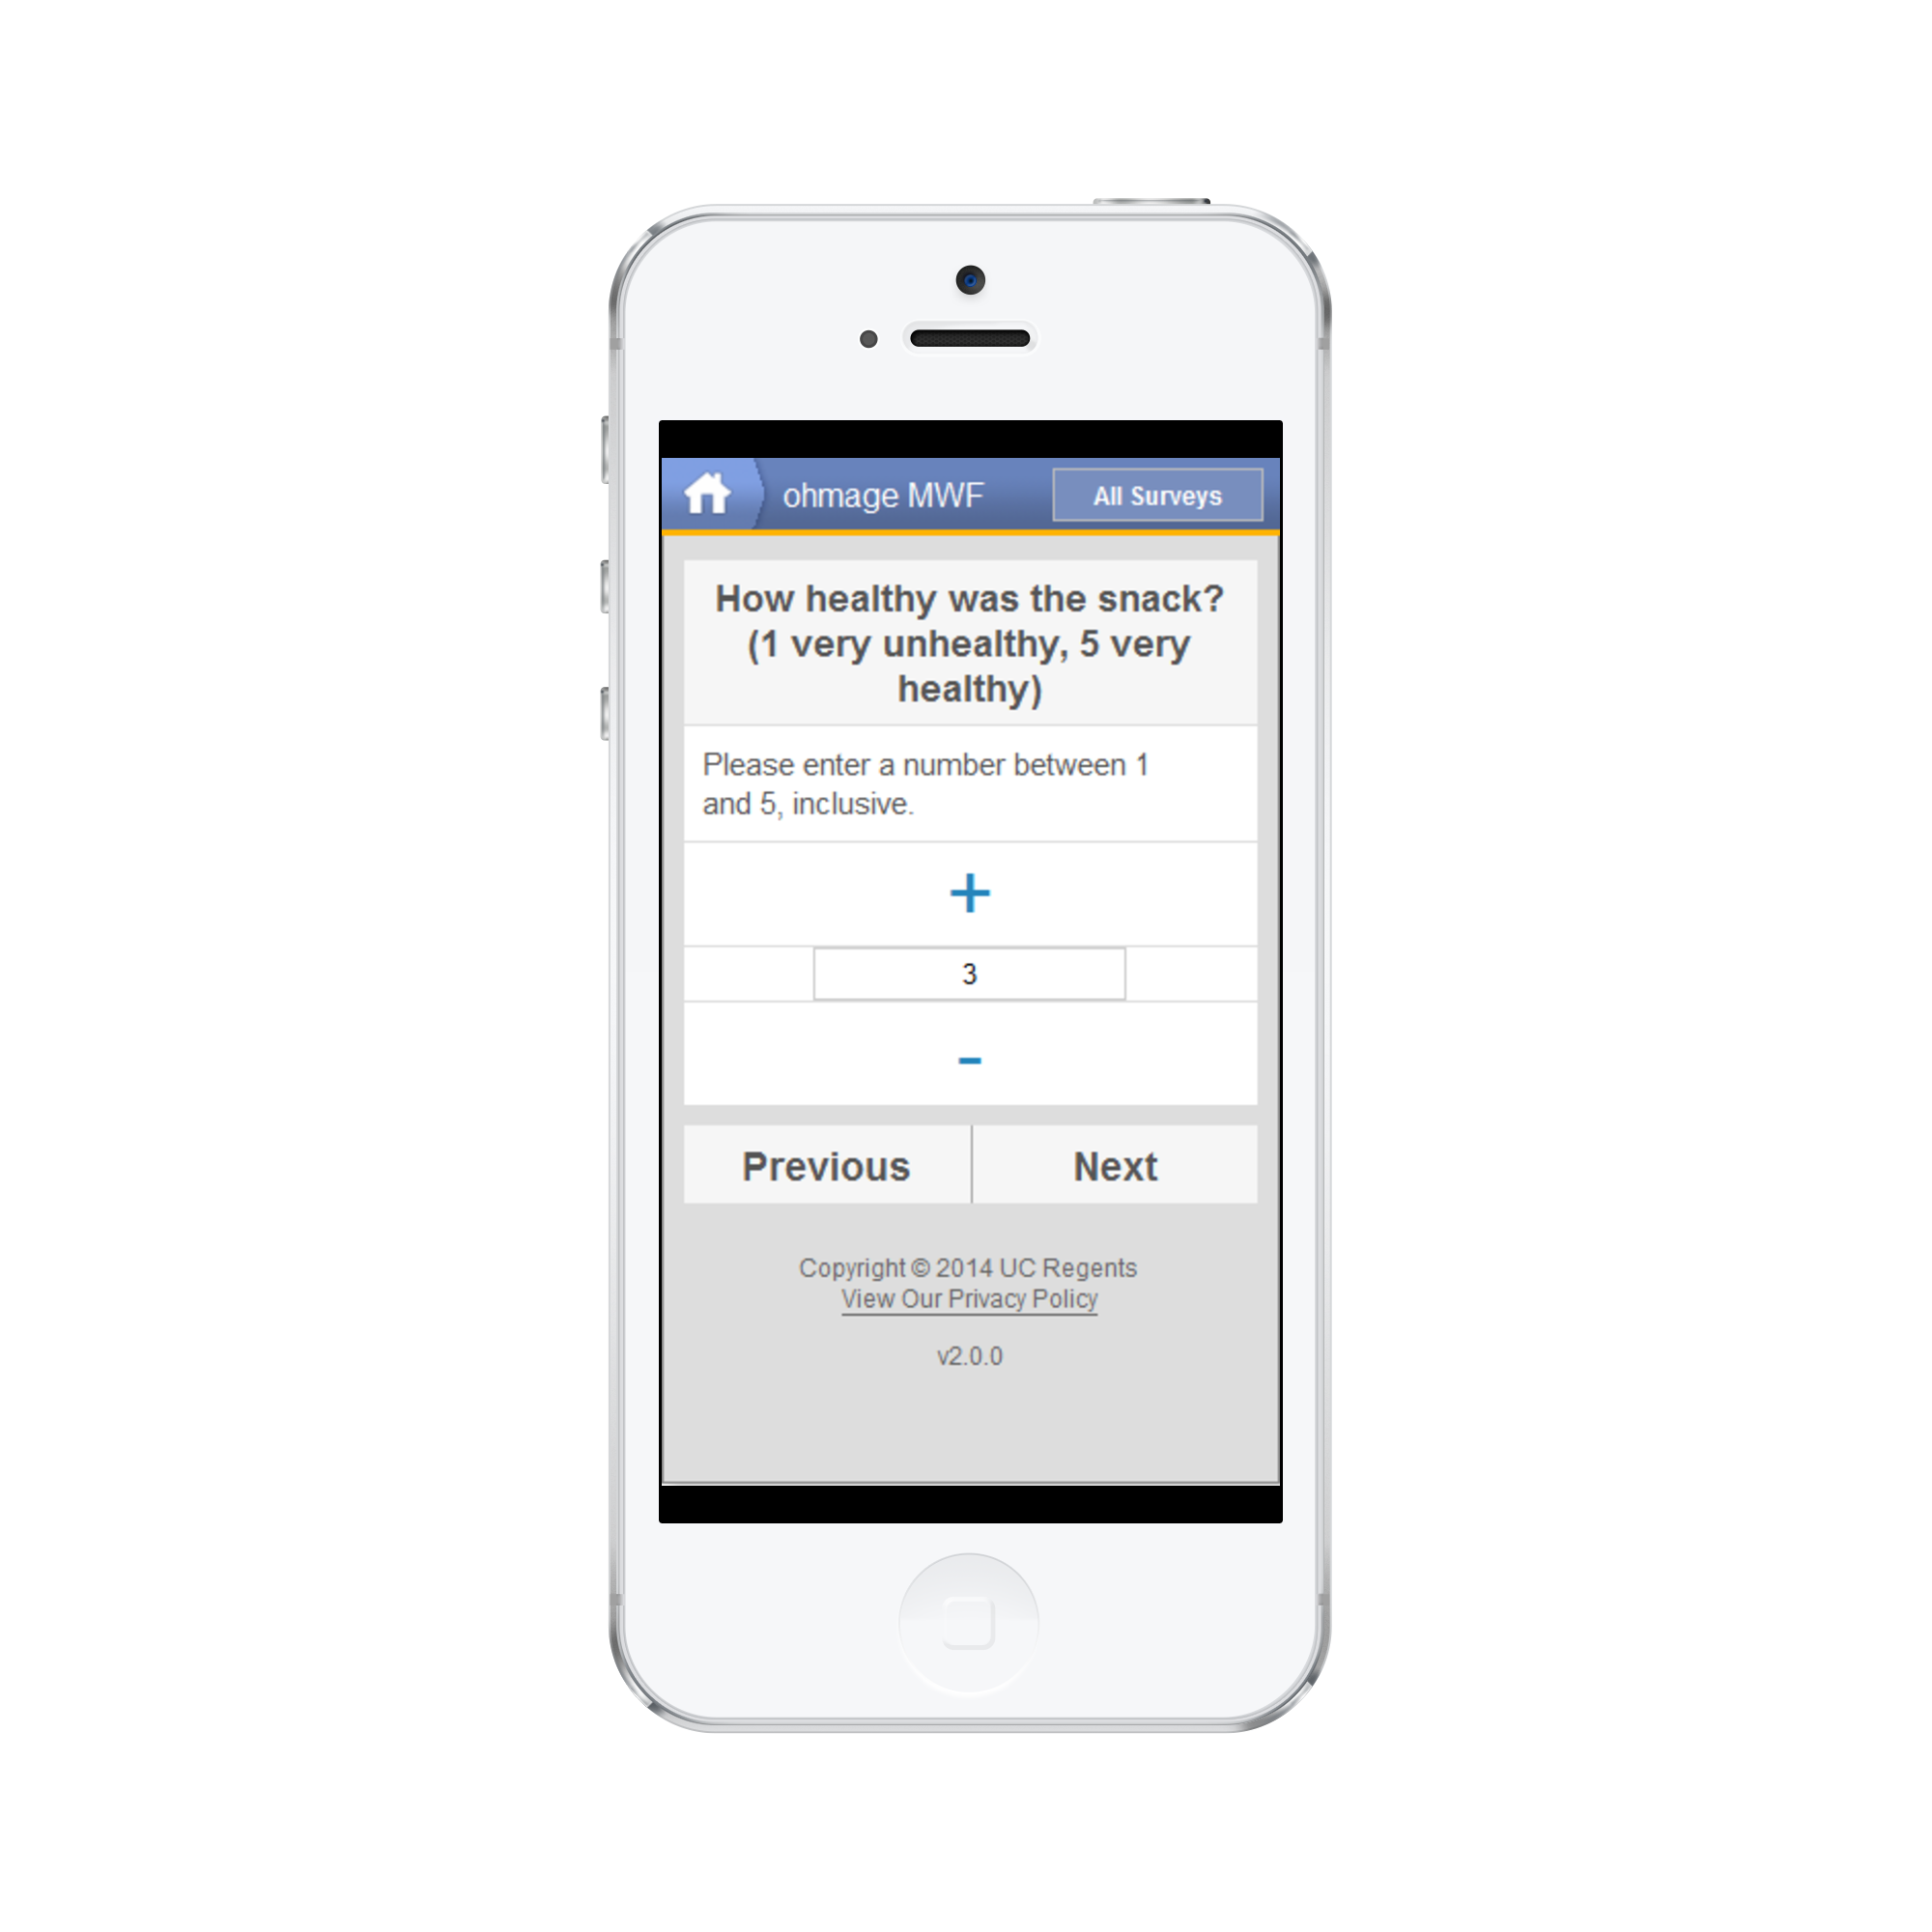 ohmage MWF
All Surveys
How healthy was the snack?
(1 very unhealthy, 5 very
healthy)
Please enter a number between 1
and 5, inclusive.
+
3
-
Previous
Next
Copyright © 2014 UC Regents
View Our Privacy Policy
v2.0.0